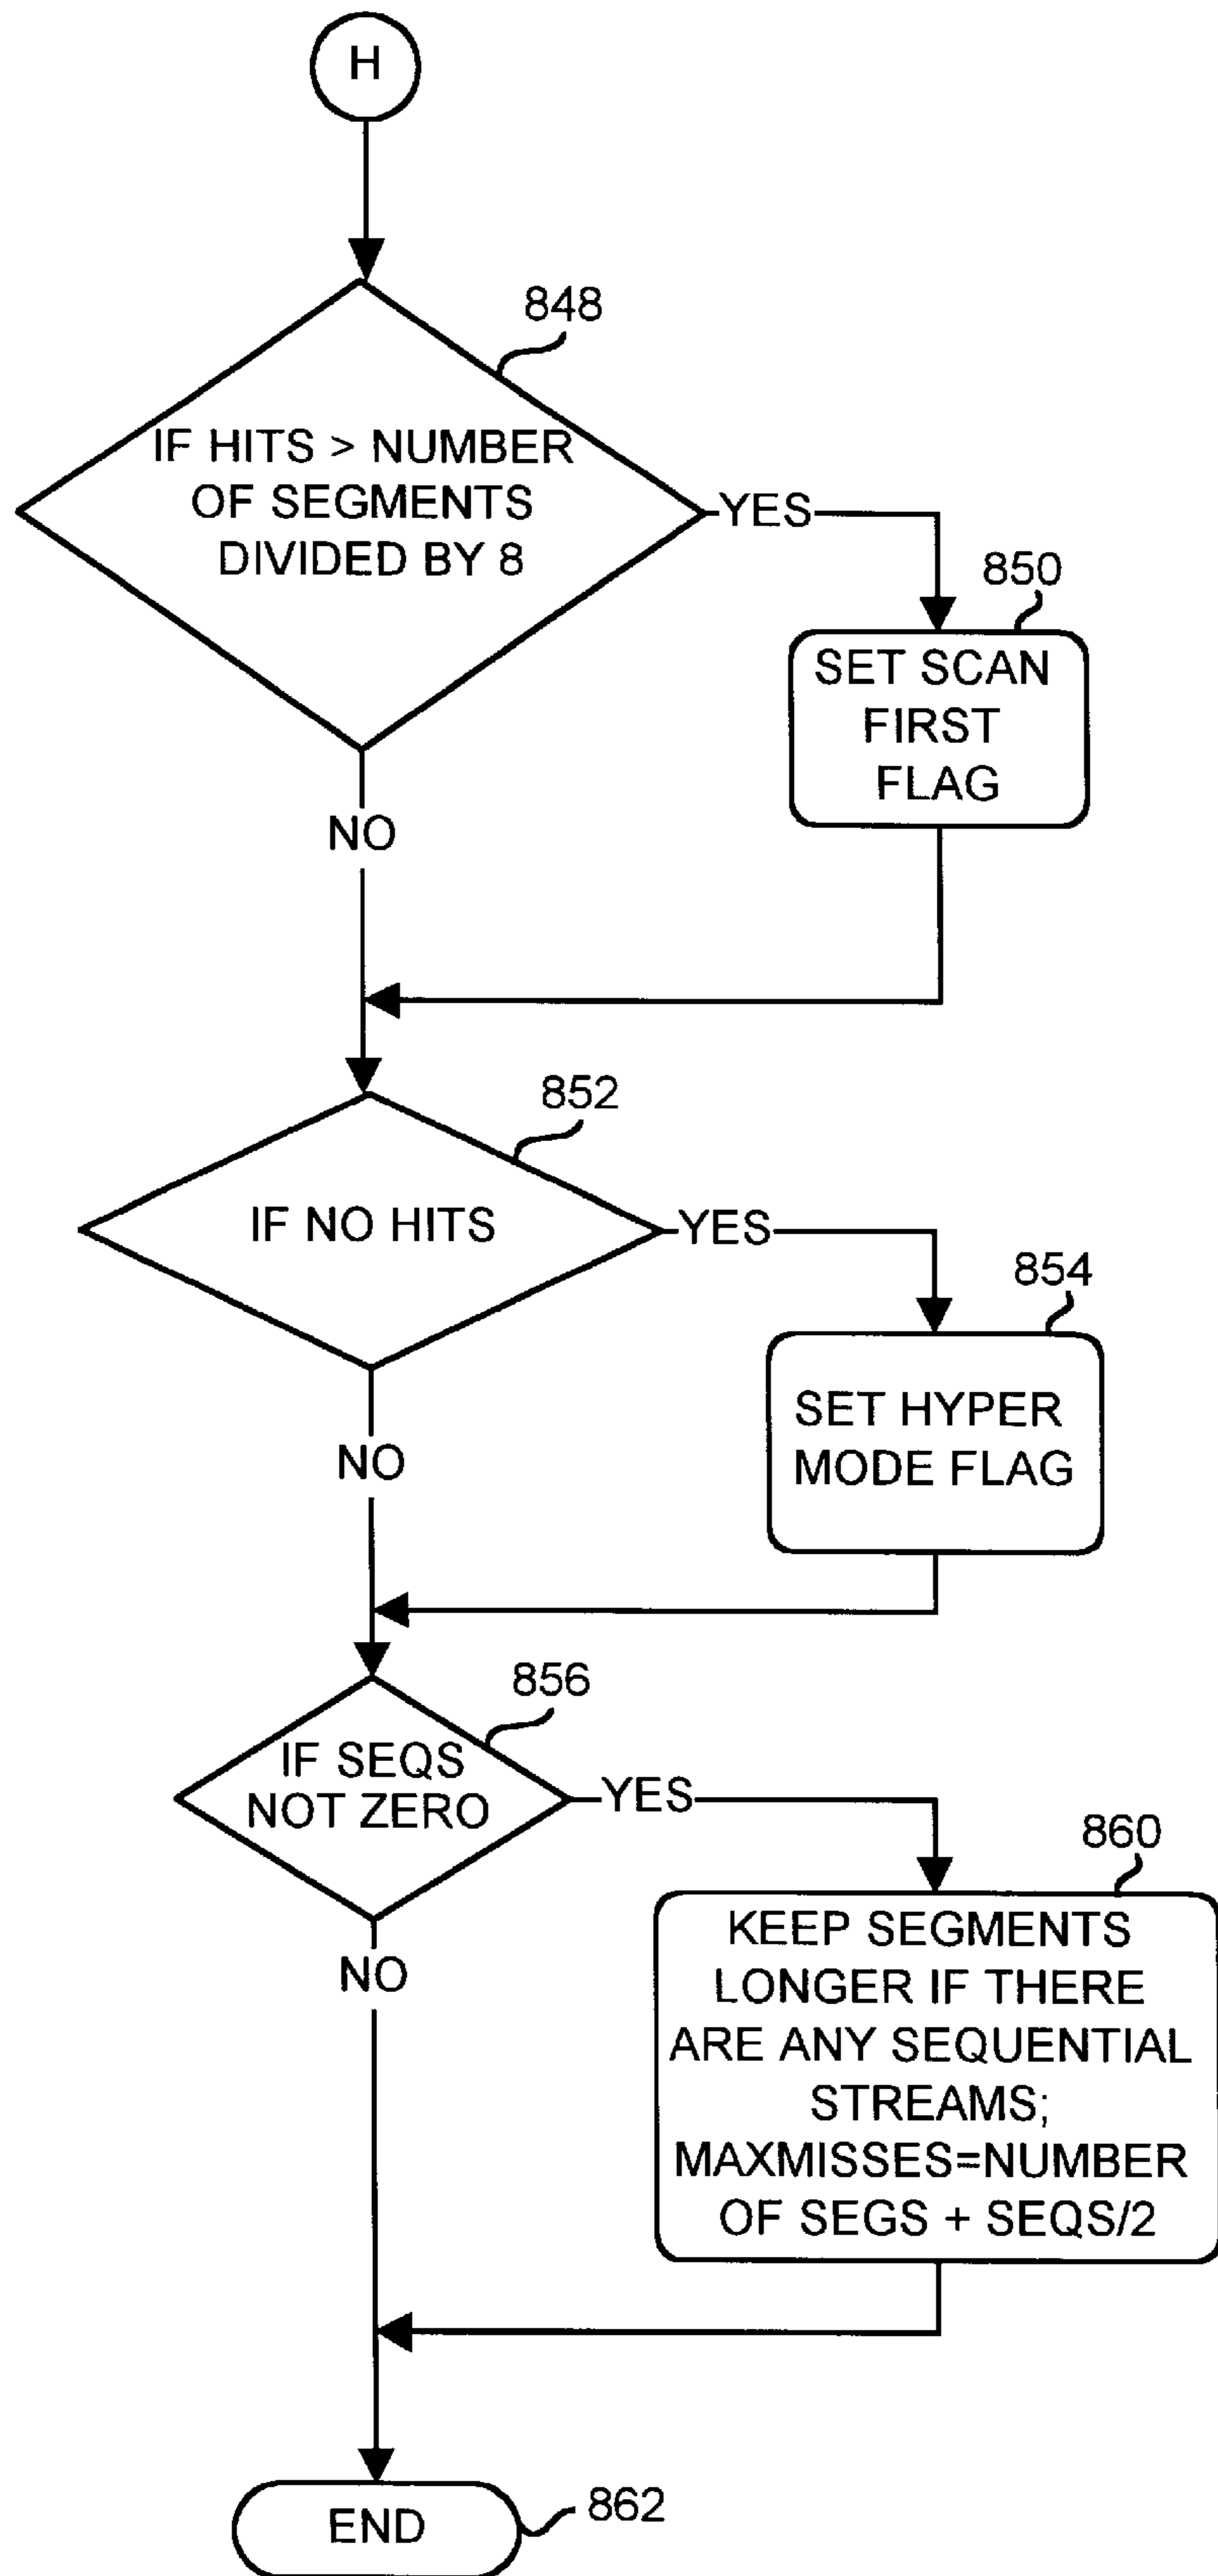 H
848
IF HITS > NUMBER
OF SEGMENTS
DIVIDED BY 8
YES
850
SET SCAN
FIRST
FLAG
NO
852
IF NO HITS
YES
854
SET HYPER
MODE FLAG
NO
856
IF SEQS
NOT ZERO
YES
860
KEEP SEGMENTS
LONGER IF THERE
ARE ANY SEQUENTIAL
STREAMS;
MAXMISSES=NUMBER
OF SEGS + SEQS/2
NO
END
862